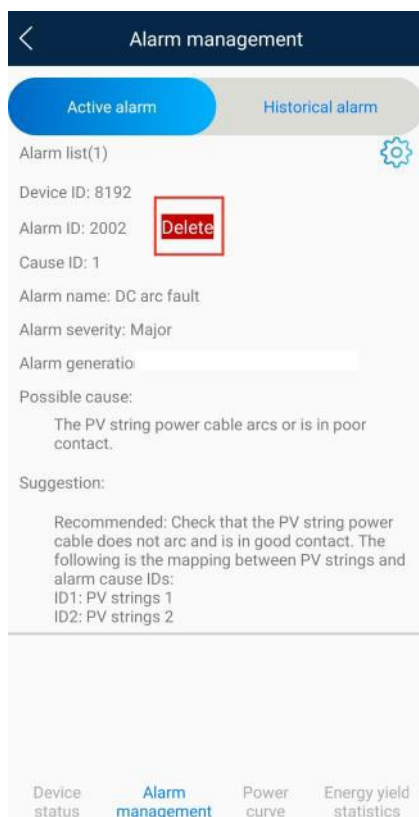 Alarm management
Active alarm Historical alarm
Alarm list(1)
Device ID: 8192
Alarm ID: 2002 Delete
Cause ID: 1
Alarm name: DC arc fault
Alarm severity: Major
Alarm generatio
Possible cause:
The PV string power cable arcs or is in poor
contact.
Suggestion:
Recommended: Check that the PV string power
cable does not arc and is in good contact. The
following is the mapping between PV strings and
alarm cause IDs:
ID1: PV strings 1
ID2: PV strings 2
Device status
Alarm management
Power curve
Energy yield statistics